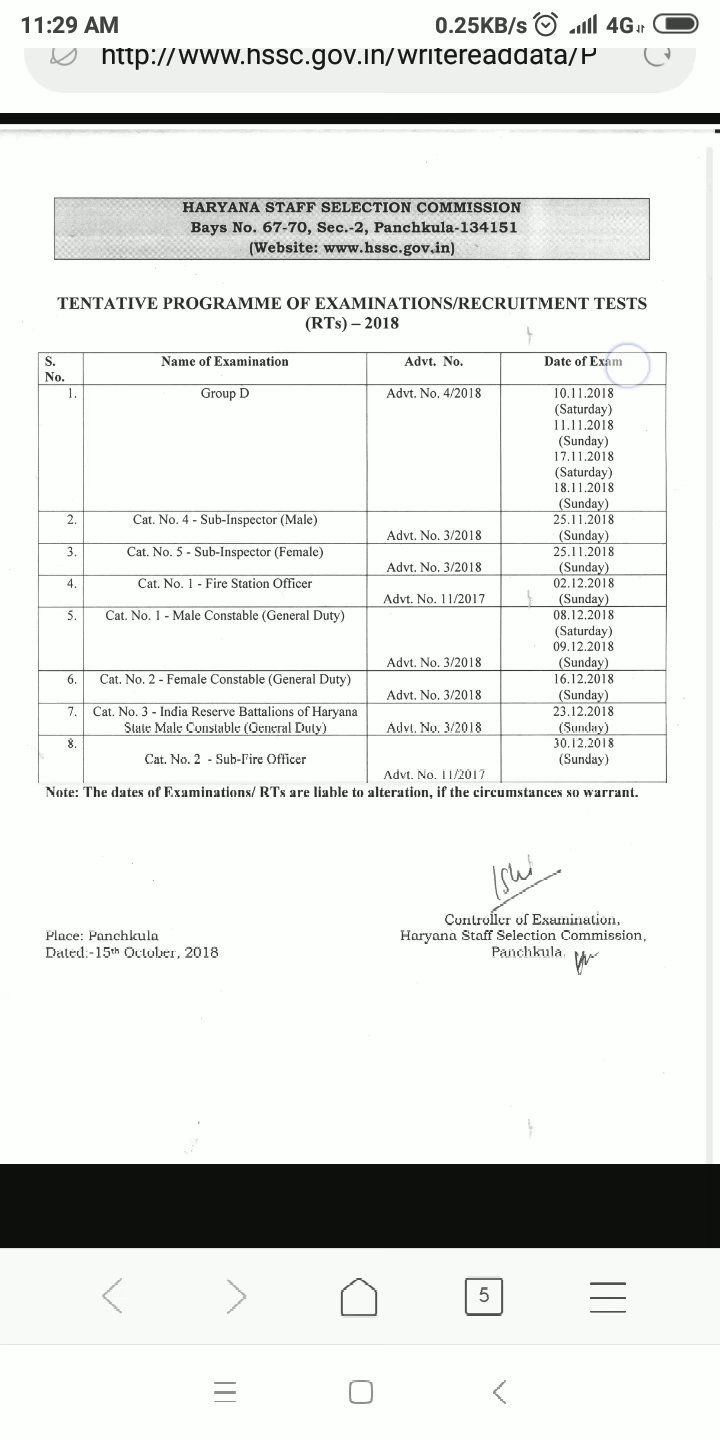 11:29 AM
0.25KB/s 4G
http://www.hssc.gov.in/writereaddata/P
HARYANA STAFF SELECTION COMMISSION
Bays No. 67-70, Sec.-2, Panchkula-134151
(Website: www.hssc.gov.in)
TENTATIVE PROGRAMME OF EXAMINATIONS/RECRUITMENT TESTS
(RTs) – 2018
S. No. Name of Examination Advt. No. Date of Exam
1. Group D Advt. No. 4/2018 10.11.2018
(Saturday)
11.11.2018
(Sunday)
17.11.2018
(Saturday)
18.11.2018
(Sunday)
2. Cat. No. 4 - Sub-Inspector (Male) 25.11.2018
Advt. No. 3/2018 (Sunday)
3. Cat. No. 5 - Sub-Inspector (Female) 25.11.2018
Advt. No. 3/2018 (Sunday)
4. Cat. No. 1 - Fire Station Officer 02.12.2018
Advt. No. 11/2017 (Sunday)
5. Cat. No. 1 - Male Constable (General Duty) 08.12.2018
(Saturday)
09.12.2018
Advt. No. 3/2018 (Sunday)
6. Cat. No. 2 - Female Constable (General Duty) 16.12.2018
Advt. No. 3/2018 (Sunday)
7. Cat. No. 3 - India Reserve Battalions of Haryana 23.12.2018
State Male Constable (General Duty) Advt. No. 3/2018 (Sunday)
8. 30.12.2018
Cat. No. 2 - Sub-Fire Officer (Sunday)
Advt. No. 11/2017
Note: The dates of Examinations/ RTs are liable to alteration, if the circumstances so warrant.
Controller of Examination,
Place: Panchkula Haryana Staff Selection Commission,
Dated:-15th October, 2018 Panchkula.
5